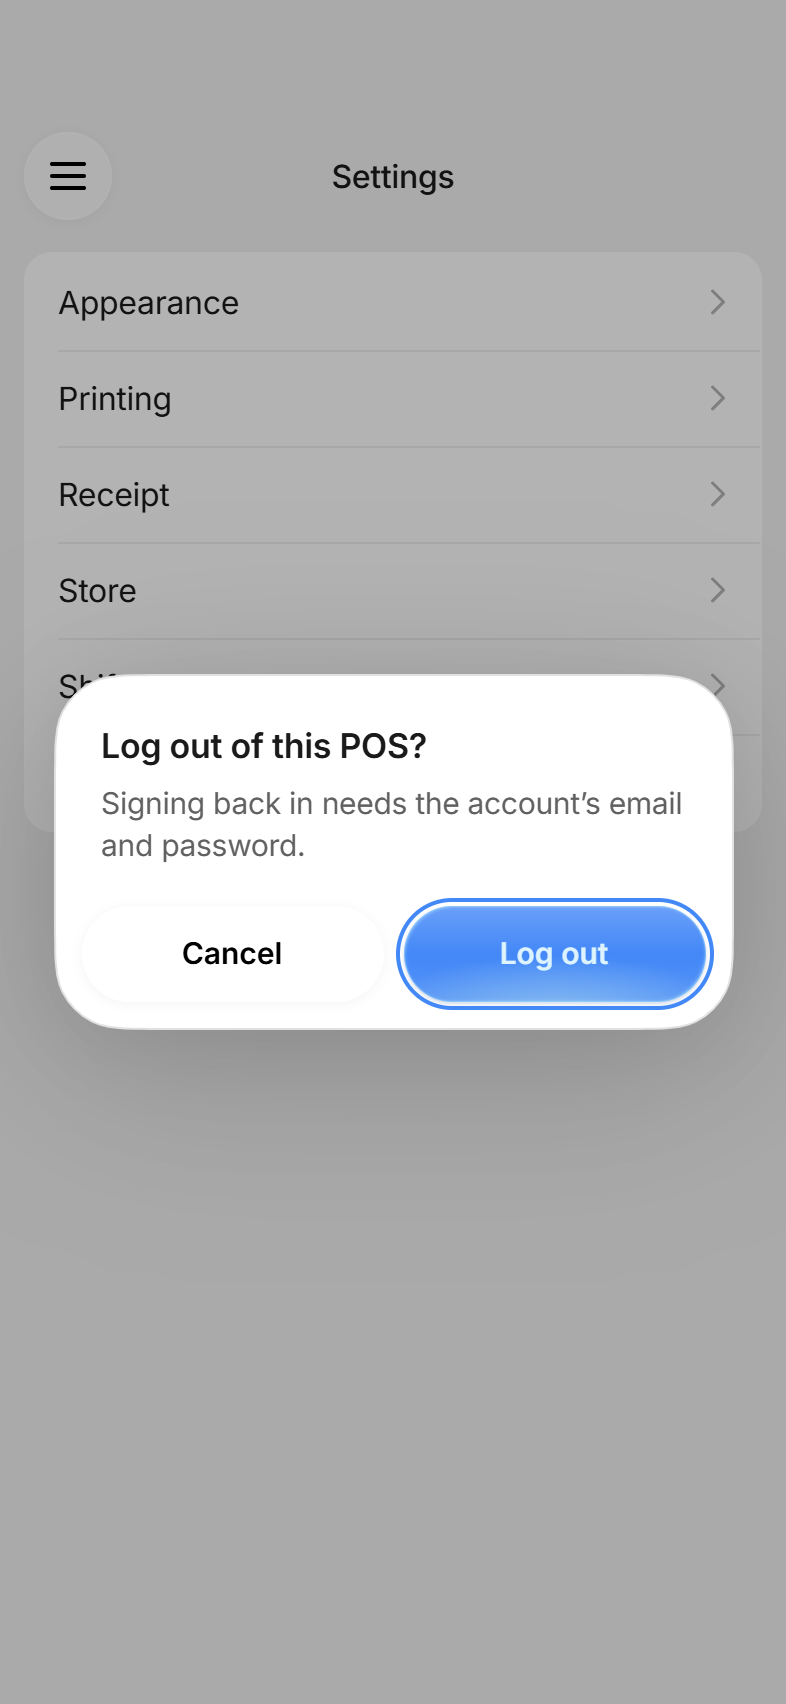 Settings
Appearance
Printing
Receipt
Store
Log out of this POS?
Signing back in needs the account’s email
and password.
Cancel
Log out